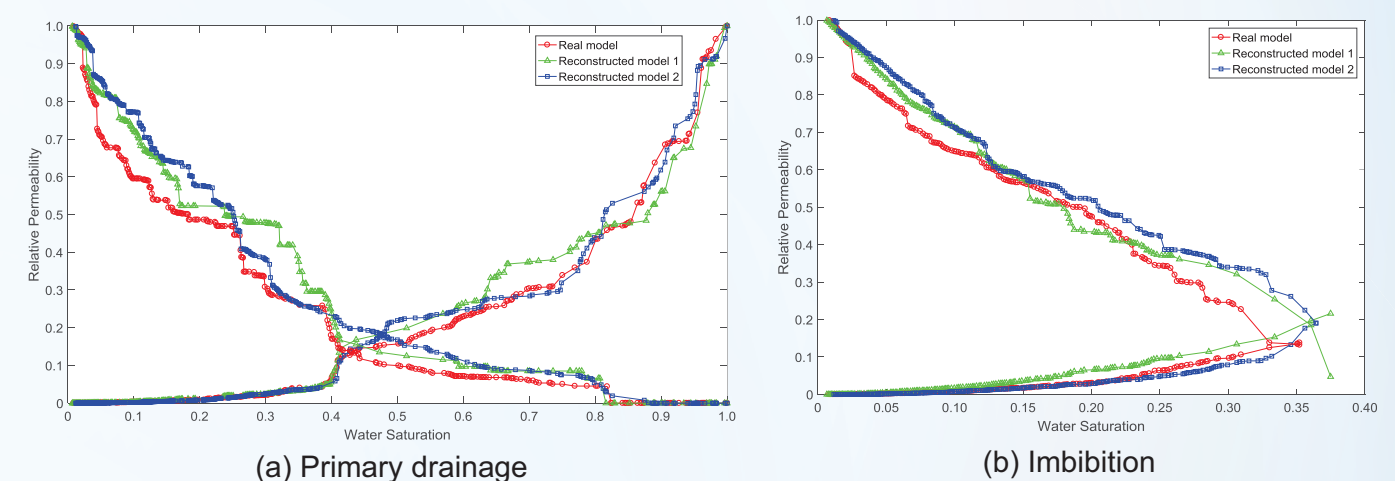 1.0
0.9
0.8
0.7
0.6
0.5
0.4
0.3
0.2
0.1
0
Relative Permeability
0 0.1 0.2 0.3 0.4 0.5 0.6 0.7 0.8 0.9 1.0
Water Saturation
Real model
Reconstructed model 1
Reconstructed model 2
(a) Primary drainage
1.0
0.9
0.8
0.7
0.6
0.5
0.4
0.3
0.2
0.1
0
Relative Permeability
0 0.05 0.10 0.15 0.20 0.25 0.30 0.35 0.40
Water Saturation
Real model
Reconstructed model 1
Reconstructed model 2
(b) Imbibition